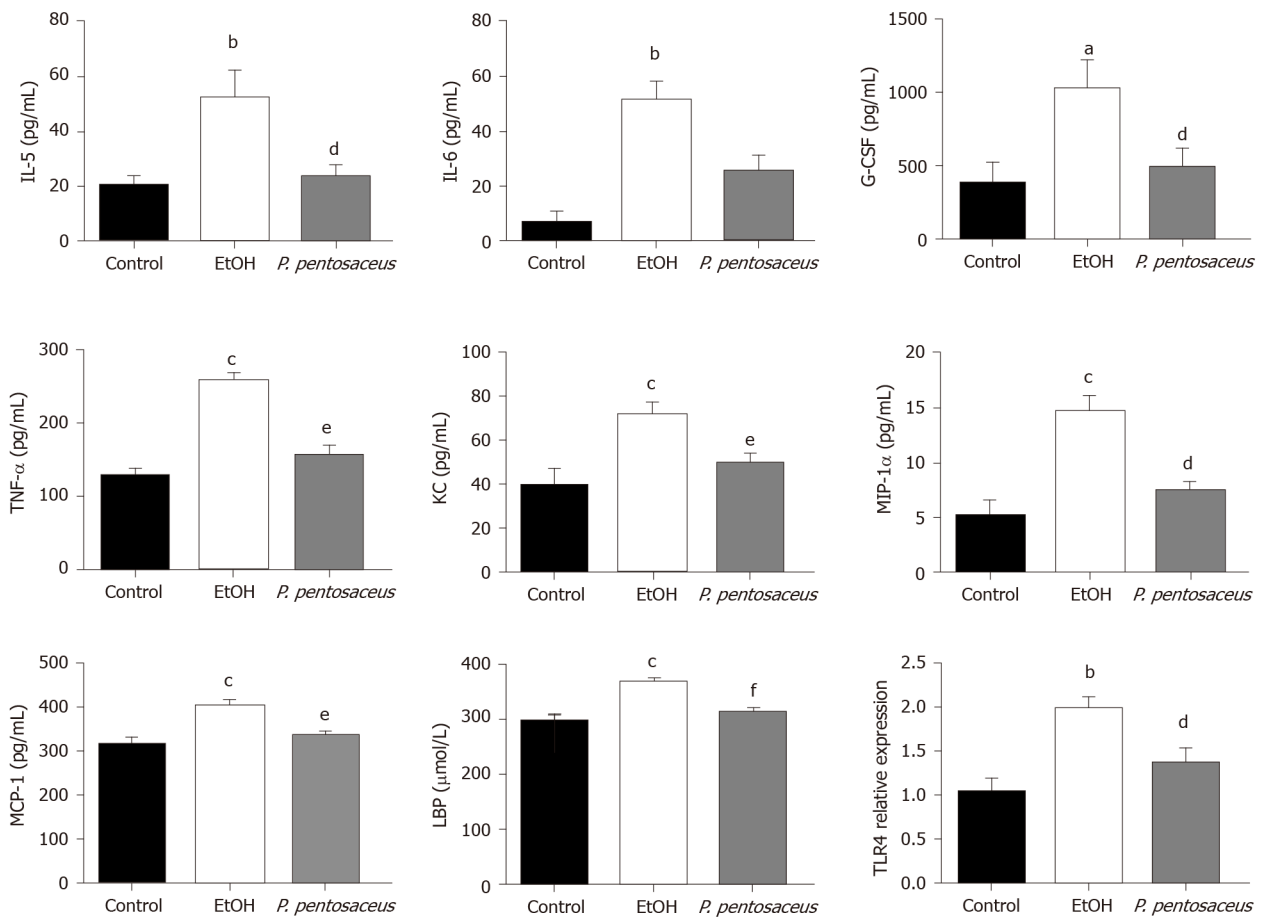 IL-5 (pg/mL)
80
60
40
20
0
b
d
Control EtOH P. pentosaceus
IL-6 (pg/mL)
80
60
40
20
0
b
Control EtOH P. pentosaceus
G-CSF (pg/mL)
1500
1000
500
0
a
d
Control EtOH P. pentosaceus
TNF-α (pg/mL)
300
200
100
0
c
e
Control EtOH P. pentosaceus
KC (pg/mL)
100
80
60
40
20
0
c
e
Control EtOH P. pentosaceus
MIP-1α (pg/mL)
20
15
10
5
0
c
d
Control EtOH P. pentosaceus
MCP-1 (pg/mL)
500
400
300
200
100
0
c
e
Control EtOH P. pentosaceus
LBP (μmol/L)
400
300
200
100
0
c
f
Control EtOH P. pentosaceus
TLR4 relative expression
2.5
2.0
1.5
1.0
0.5
0.0
b
d
Control EtOH P. pentosaceus